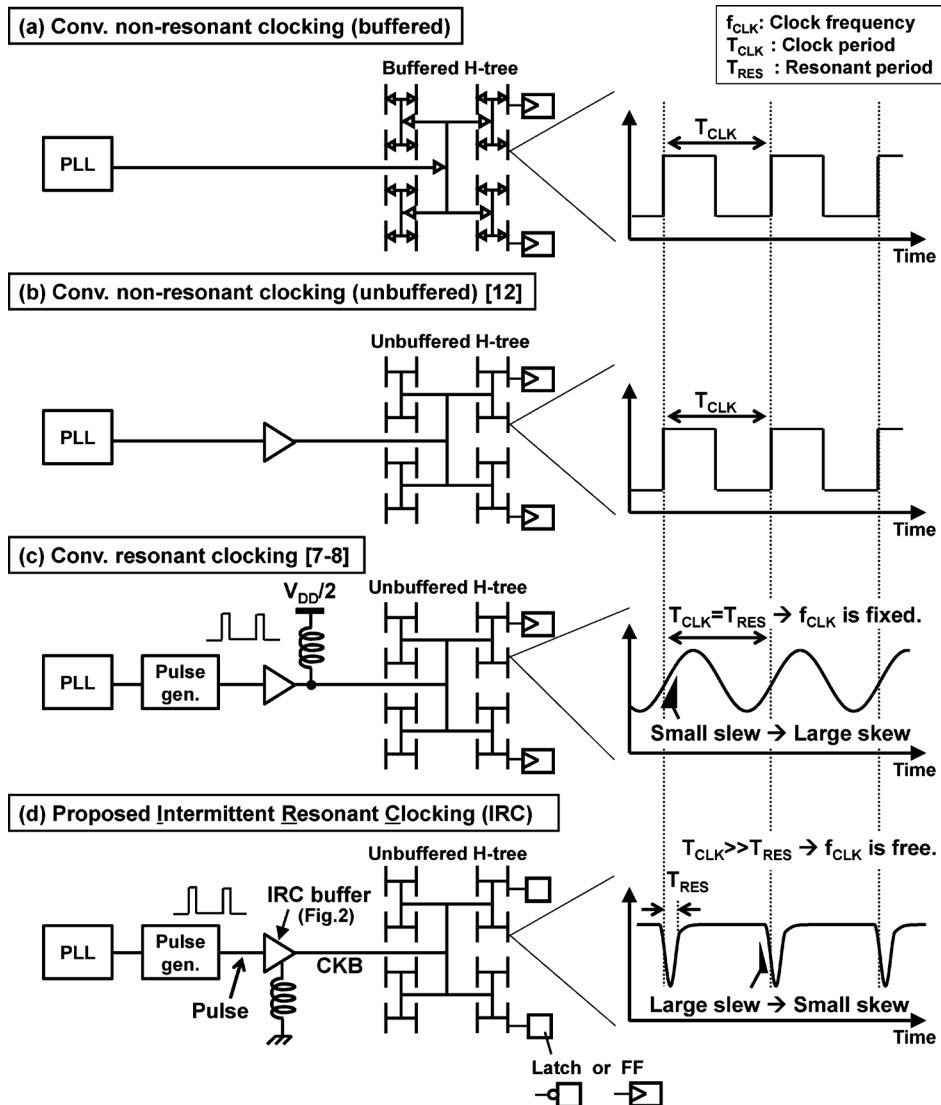 (a) Conv. non-resonant clocking (buffered)
f_CLK: Clock frequency
T_CLK : Clock period
T_RES : Resonant period
Buffered H-tree
PLL
T_CLK
Time
(b) Conv. non-resonant clocking (unbuffered) [12]
Unbuffered H-tree
PLL
T_CLK
Time
(c) Conv. resonant clocking [7-8]
V_DD/2
Unbuffered H-tree
PLL
Pulse
gen.
T_CLK=T_RES → f_CLK is fixed.
Small slew → Large skew
Time
(d) Proposed Intermittent Resonant Clocking (IRC)
Unbuffered H-tree
IRC buffer
(Fig.2)
PLL
Pulse
gen.
CKB
Pulse
T_CLK>>T_RES → f_CLK is free.
T_RES
Large slew → Small skew
Time
Latch or FF